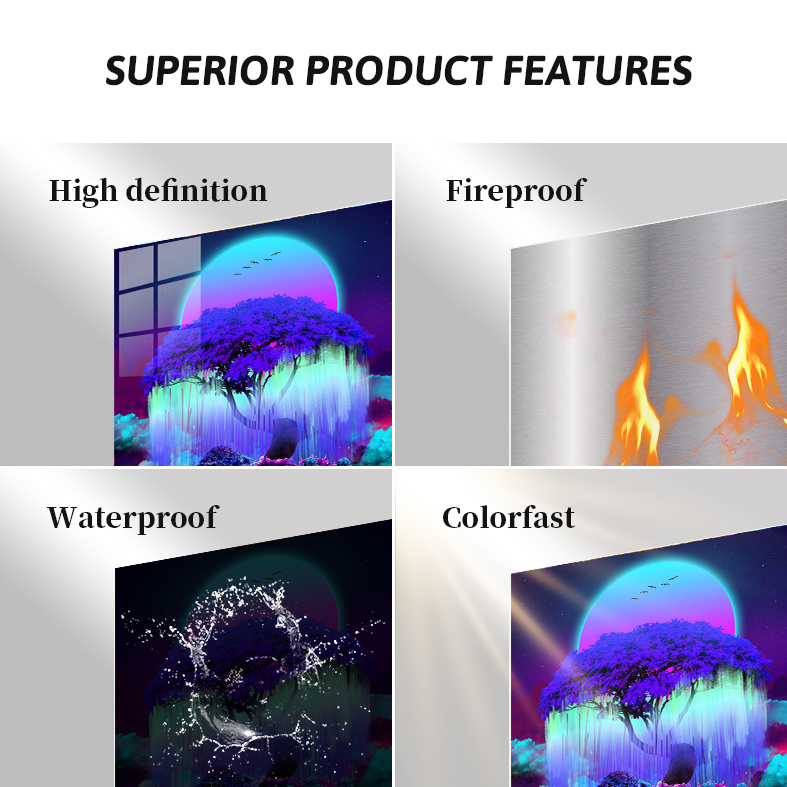 SUPERIOR PRODUCT FEATURES
High definition
Fireproof
Waterproof
Colorfast